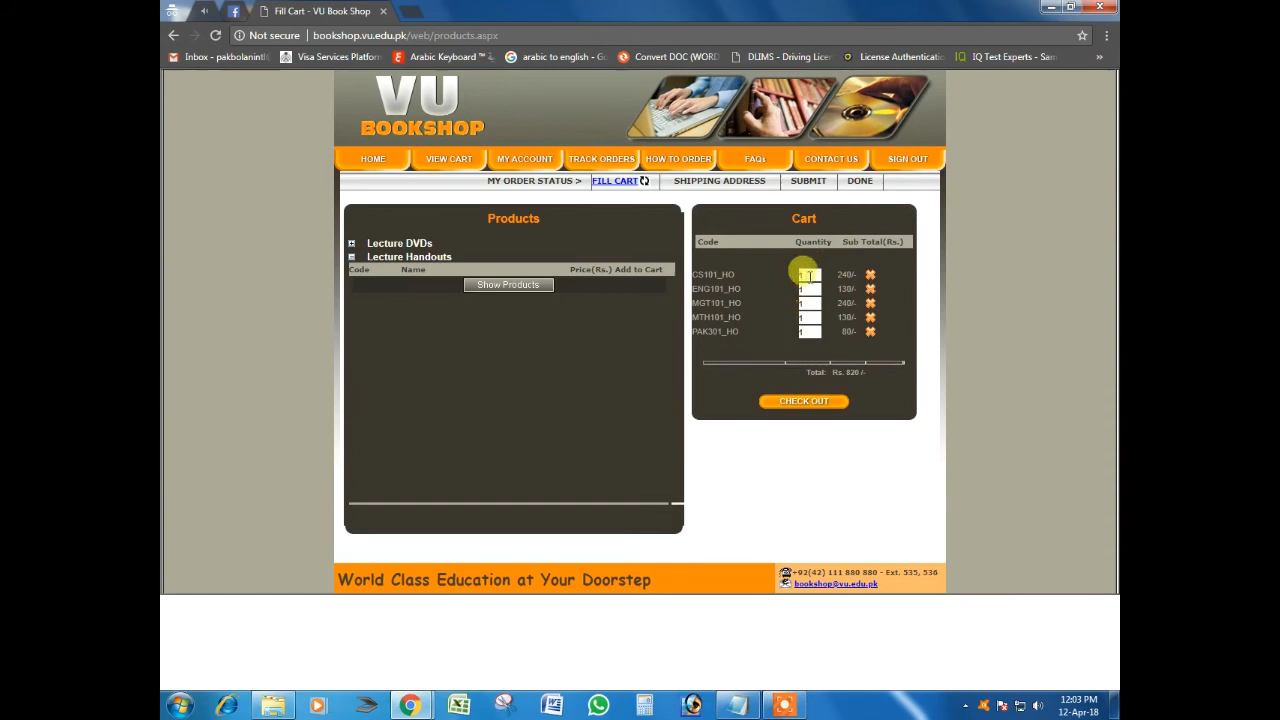 Fill Cart - VU Book Shop
Not secure | bookshop.vu.edu.pk/web/products.aspx
Inbox - pakbolanintl Visa Services Platform Arabic Keyboard ™ arabic to english - Go Convert DOC (WORD DLIMS - Driving Lice License Authenticatio IQ Test Experts - Sam »
VU
BOOKSHOP
HOME VIEW CART MY ACCOUNT TRACK ORDERS HOW TO ORDER FAQs CONTACT US SIGN OUT
MY ORDER STATUS > FILL CART SHIPPING ADDRESS SUBMIT DONE
Products
Lecture DVDs
Lecture Handouts
Code Name Price(Rs.) Add to Cart
Show Products
Cart
Code Quantity Sub Total(Rs.)
CS101_HO 1 240/-
ENG101_HO 1 130/-
MGT101_HO 1 240/-
MTH101_HO 1 130/-
PAK301_HO 1 80/-
Total: Rs. 820 /-
CHECK OUT
World Class Education at Your Doorstep
+92(42) 111 880 880 - Ext. 535, 536
bookshop@vu.edu.pk
12:03 PM
12-Apr-18